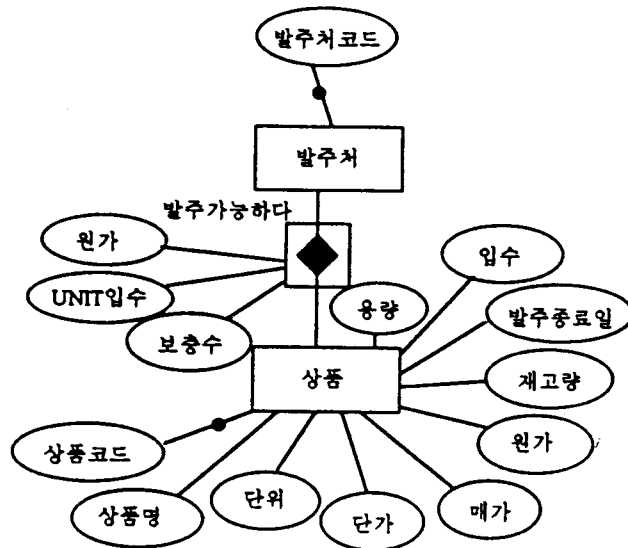 발주처코드
발주처
발주가능하다
원가
UNIT입수
보충수
용량
입수
발주종료일
재고량
원가
상품
상품코드
상품명
단위
단가
매가